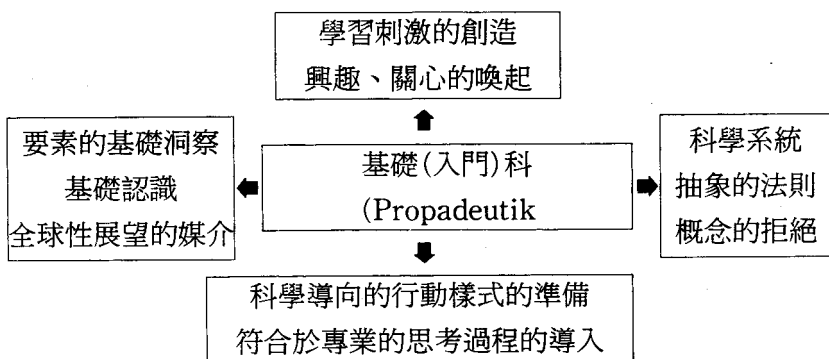 學習刺激的創造
興趣、關心的喚起
要素的基礎洞察
基礎認識
全球性展望的媒介
基礎(入門)科
(Propadeutik
科學系統
抽象的法則
概念的拒絕
科學導向的行動樣式的準備
符合於專業的思考過程的導入